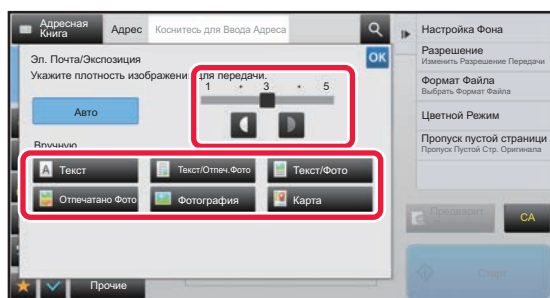 Адресная Книга
Адрес
Коснитесь для Ввода Адреса
Настройка Фона
Разрешение
Изменить Разрешение Передачи
Формат Файла
Выбрать Формат Файла
Цветной Режим
Пропуск пустой страници
Пропуск Пустой Стр. Оригинала
Эл. Почта/Экспозиция
OK
Укажите плотность изображения для передачи.
1 • 3 • 5
Авто
Вручную
A Текст
Текст/Отпеч.Фото
Текст/Фото
Отпечатано Фото
Фотография
Карта
CA
Старт
Прочие